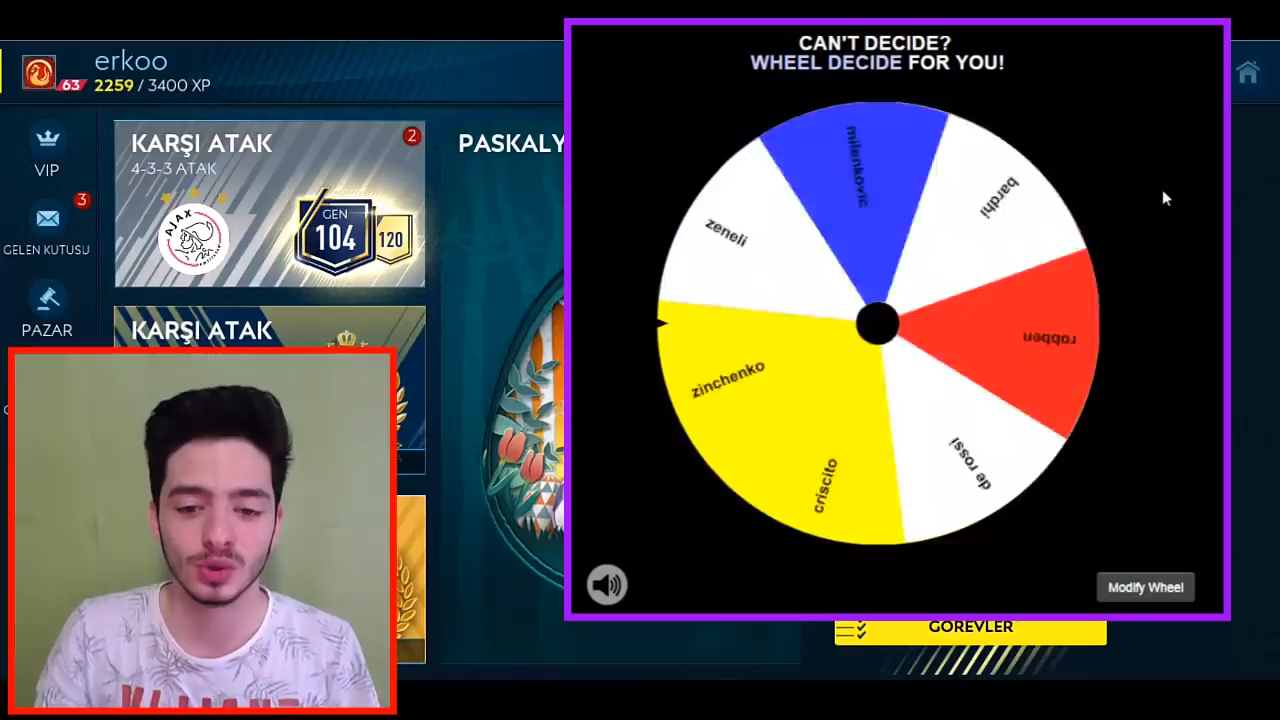 erkoo
63
2259 / 3400 XP
VIP
3
GELEN KUTUSU
PAZAR
KARŞI ATAK
2
4-3-3 ATAK
AJAX
GEN
104
120
KARŞI ATAK
PASKALY
CAN'T DECIDE?
WHEEL DECIDE FOR YOU!
milenkovic
bardhi
zeneli
robben
zinchenko
de rossi
criscito
Modify Wheel
GÖREVLER